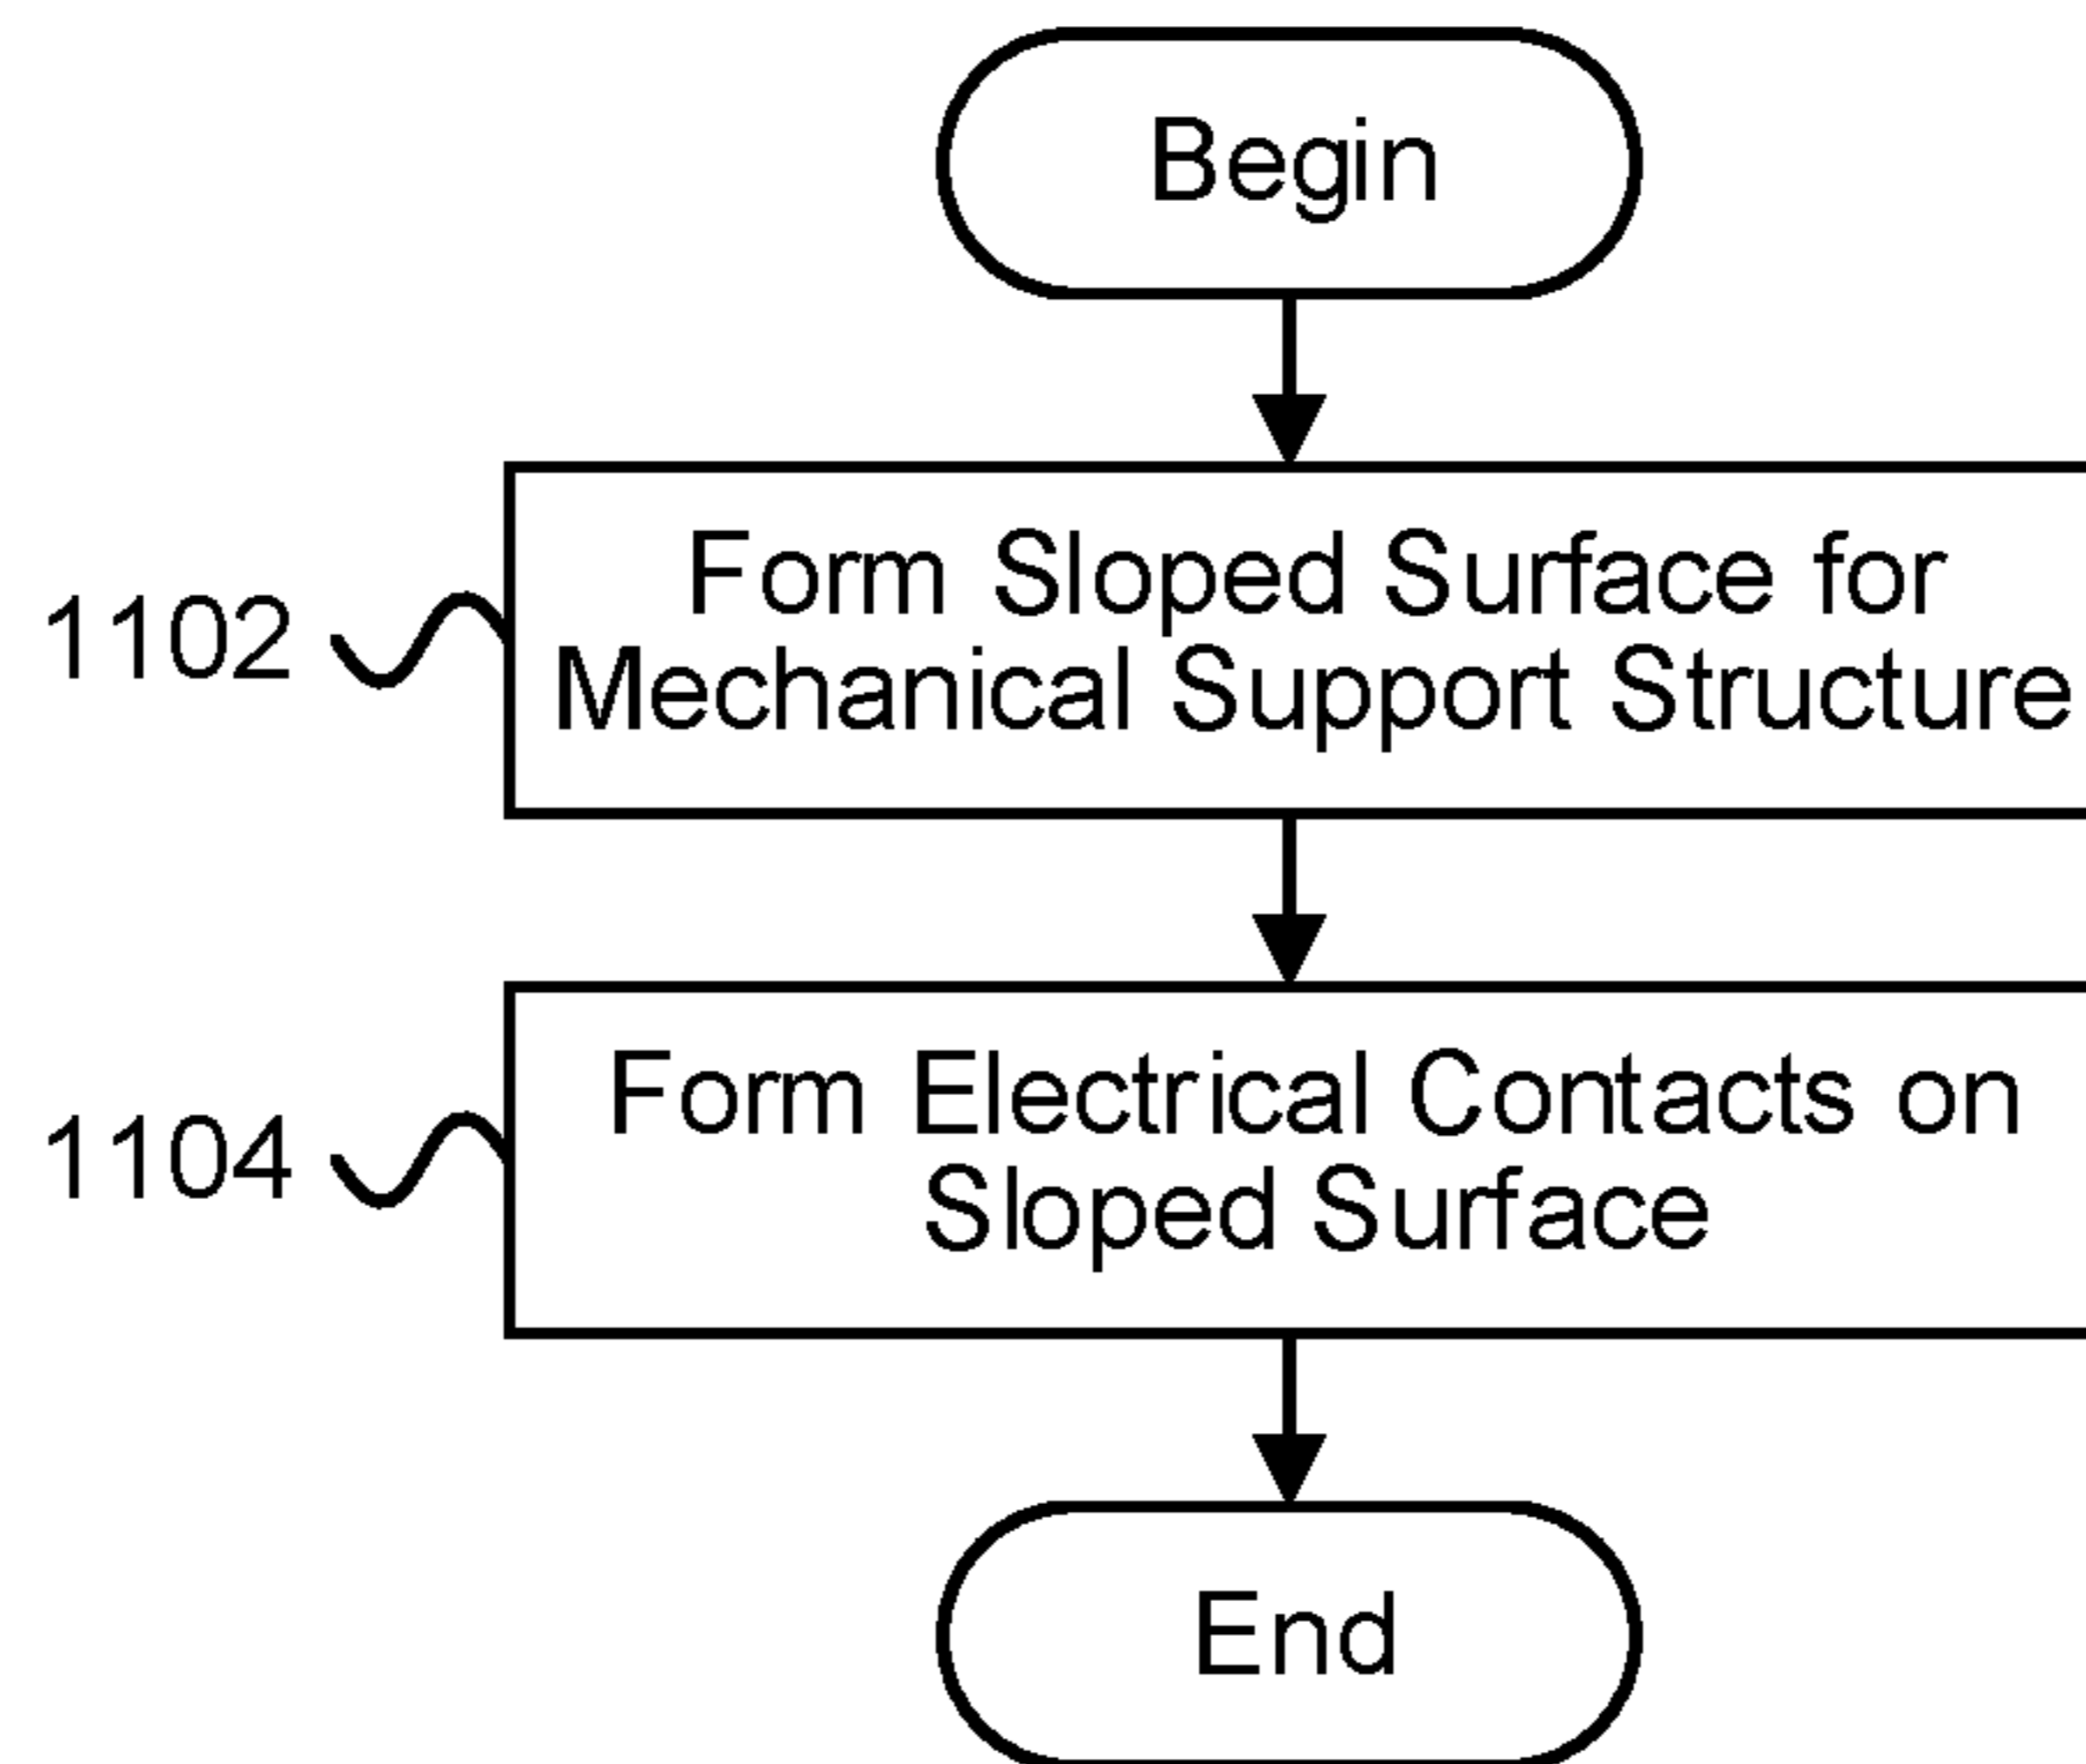 Begin
1102
Form Sloped Surface for
Mechanical Support Structure
1104
Form Electrical Contacts on
Sloped Surface
End